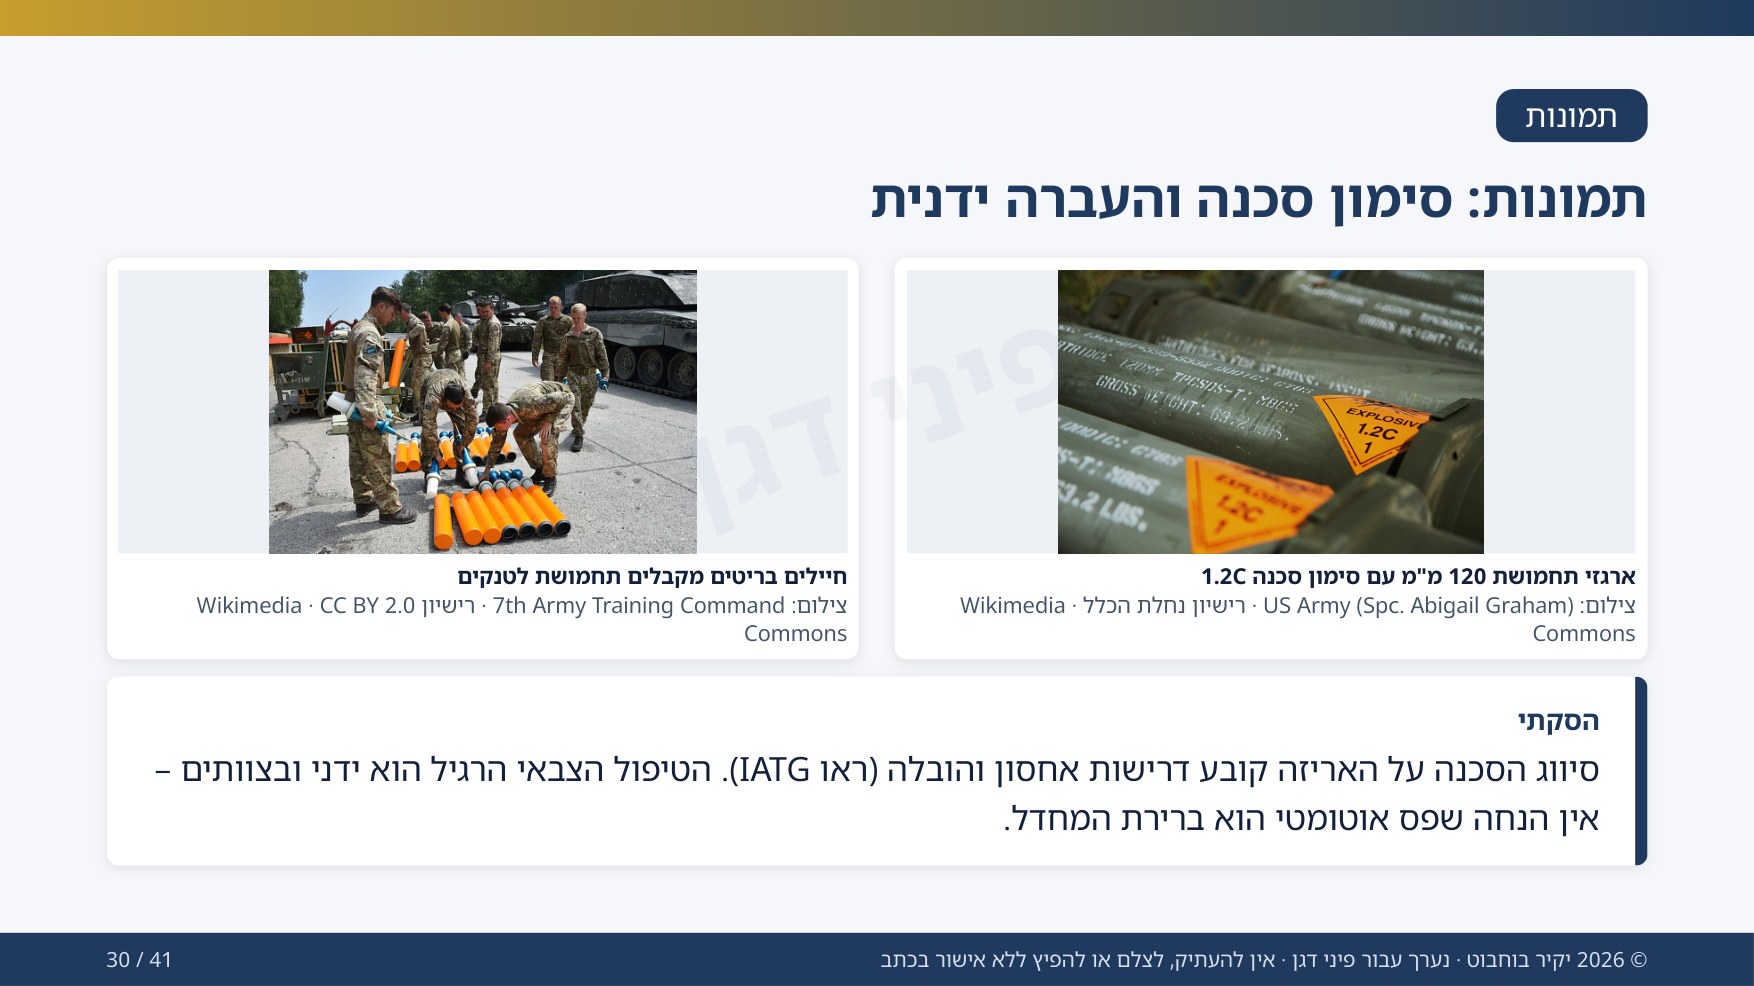 תמונות
תמונות: סימון סכנה והעברה ידנית
TRIDGE 120MM TPCSDS-T: M865
GROSS WEIGHT: 63.2 LBS.
EXPLOSIVE
1.2C
1
S-T: M865
63.2 LBS.
EXPLOSIVE
1.2C
1
ארגזי תחמושת 120 מ"מ עם סימון סכנה 1.2C
צילום: US Army (Spc. Abigail Graham) · רישיון נחלת הכלל · Wikimedia
Commons
חיילים בריטים מקבלים תחמושת לטנקים
צילום: 7th Army Training Command · רישיון CC BY 2.0 · Wikimedia
Commons
פיני דגן
הסקתי
סיווג הסכנה על האריזה קובע דרישות אחסון והובלה (ראו IATG). הטיפול הצבאי הרגיל הוא ידני ובצוותים –
אין הנחה שפס אוטומטי הוא ברירת המחדל.
© 2026 יקיר בוחבוט · נערך עבור פיני דגן · אין להעתיק, לצלם או להפיץ ללא אישור בכתב
30 / 41